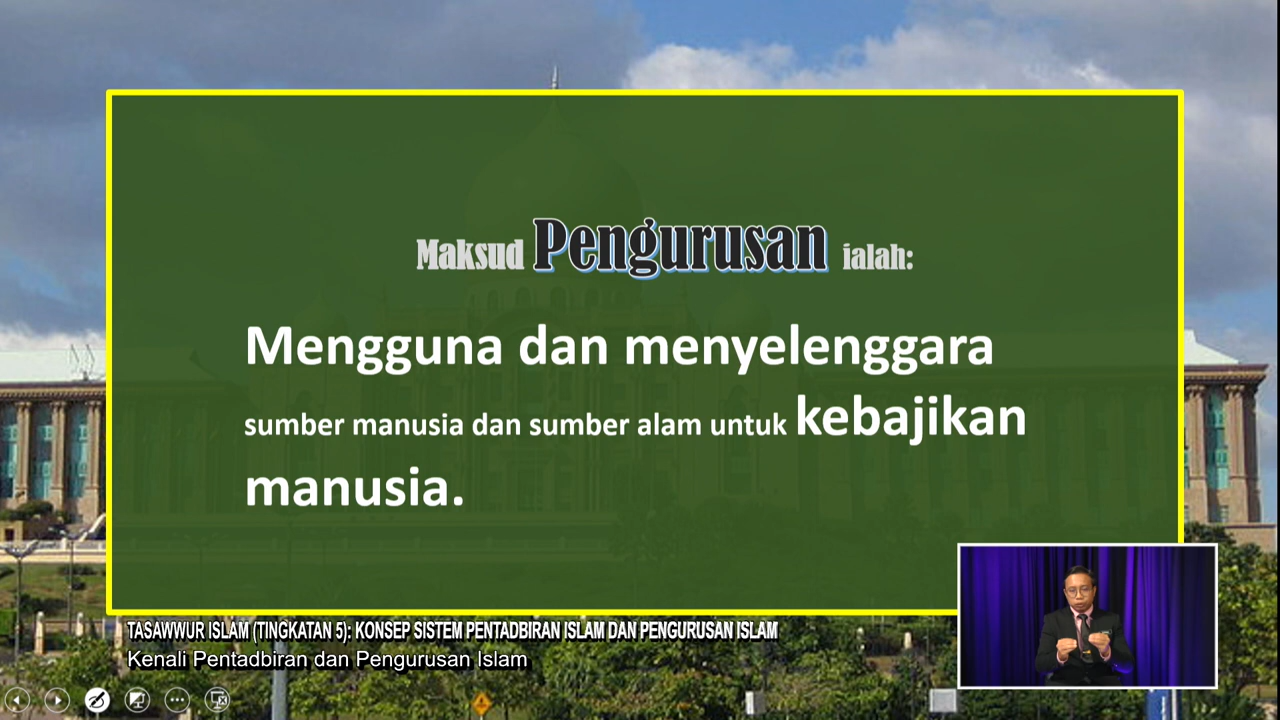 Maksud Pengurusan ialah:
Mengguna dan menyelenggara
sumber manusia dan sumber alam untuk kebajikan
manusia.
TASAWWUR ISLAM (TINGKATAN 5): KONSEP SISTEM PENTADBIRAN ISLAM DAN PENGURUSAN ISLAM
Kenali Pentadbiran dan Pengurusan Islam